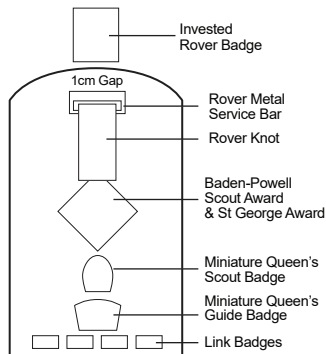 Invested
Rover Badge
1cm Gap
Rover Metal
Service Bar
Rover Knot
Baden-Powell
Scout Award
& St George Award
Miniature Queen's
Scout Badge
Miniature Queen's
Guide Badge
Link Badges